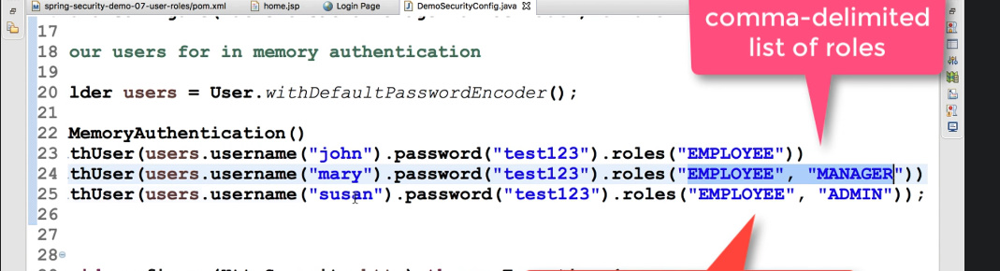 spring-security-demo-07-user-roles/pom.xml
home.jsp
Login Page
DemoSecurityConfig.java
comma-delimited
list of roles
17
18 our users for in memory authentication
19
20 lder users = User.withDefaultPasswordEncoder();
21
22 MemoryAuthentication()
23 thUser(users.username("john").password("test123").roles("EMPLOYEE"))
24 thUser(users.username("mary").password("test123").roles("EMPLOYEE", "MANAGER"))
25 thUser(users.username("susan").password("test123").roles("EMPLOYEE", "ADMIN"));
26
27
28